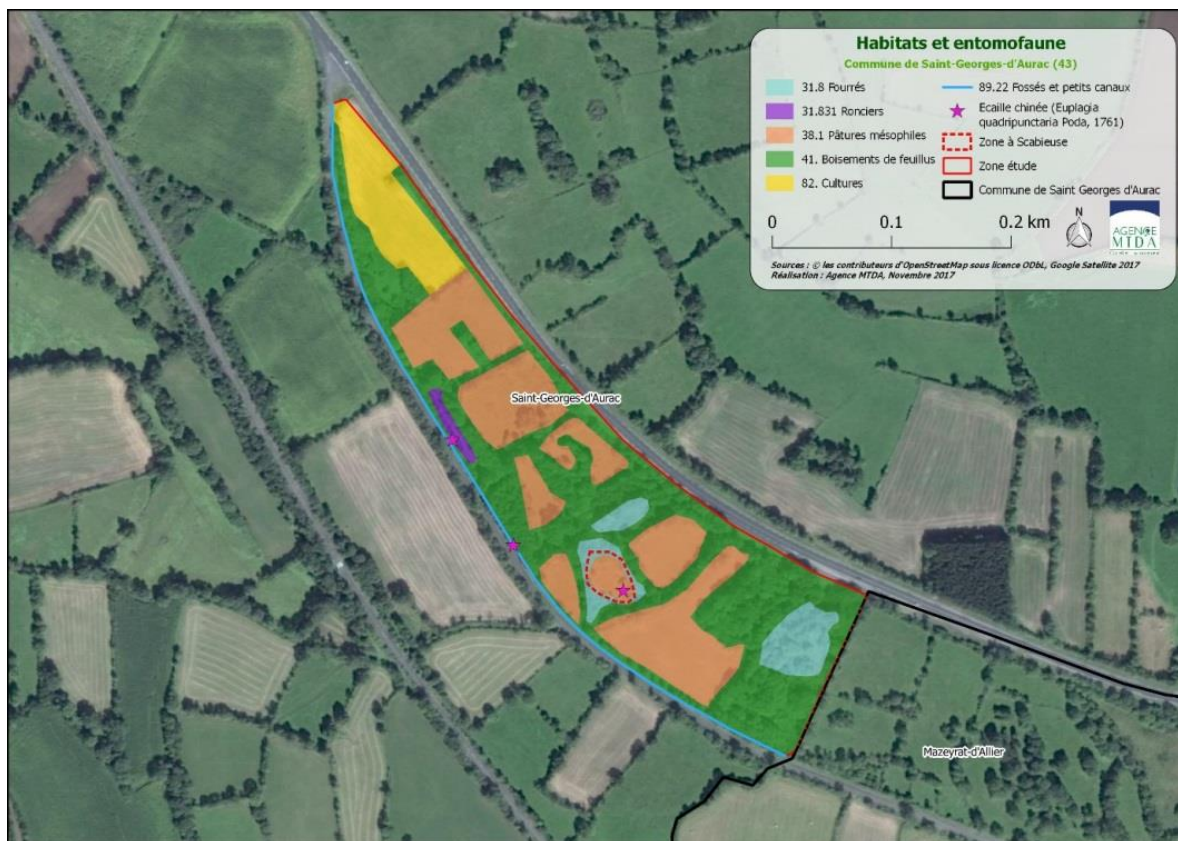 Habitats et entomofaune
Commune de Saint-Georges-d'Aurac (43)
31.8 Fourrés
31.831 Ronciers
38.1 Pâtures mésophiles
41. Boisements de feuillus
82. Cultures
89.22 Fossés et petits canaux
Ecaille chinée (Euplagia
quadripunctaria Poda, 1761)
Zone à Scabieuse
Zone étude
Commune de Saint Georges d'Aurac
0 0.1 0.2 km
N
AGENCE
MTDA
Sources : © les contributeurs d'OpenStreetMap sous licence ODbL, Google Satellite 2017
Réalisation : Agence MTDA, Novembre 2017
Saint-Georges-d'Aurac
Mazeyrat-d'Allier